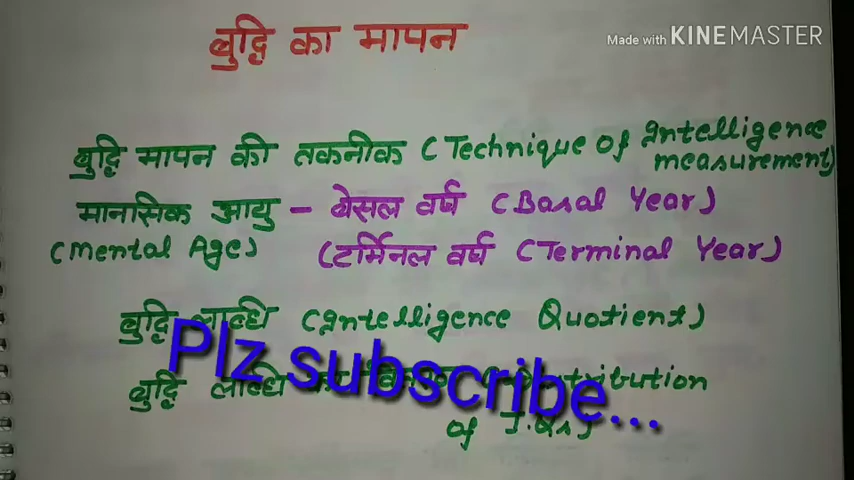 बुद्धि का मापन
Made with KINEMASTER
बुद्धि मापन की तकनीक (Technique of Intelligence
measurement)
मानसिक आयु - बेसल वर्ष (Basal Year)
(Mental Age) (टर्मिनल वर्ष (Terminal Year)
बुद्धि लब्धि (Intelligence Quotient)
Plz subscribe...
बुद्धि लब्धि
of I.Qs)